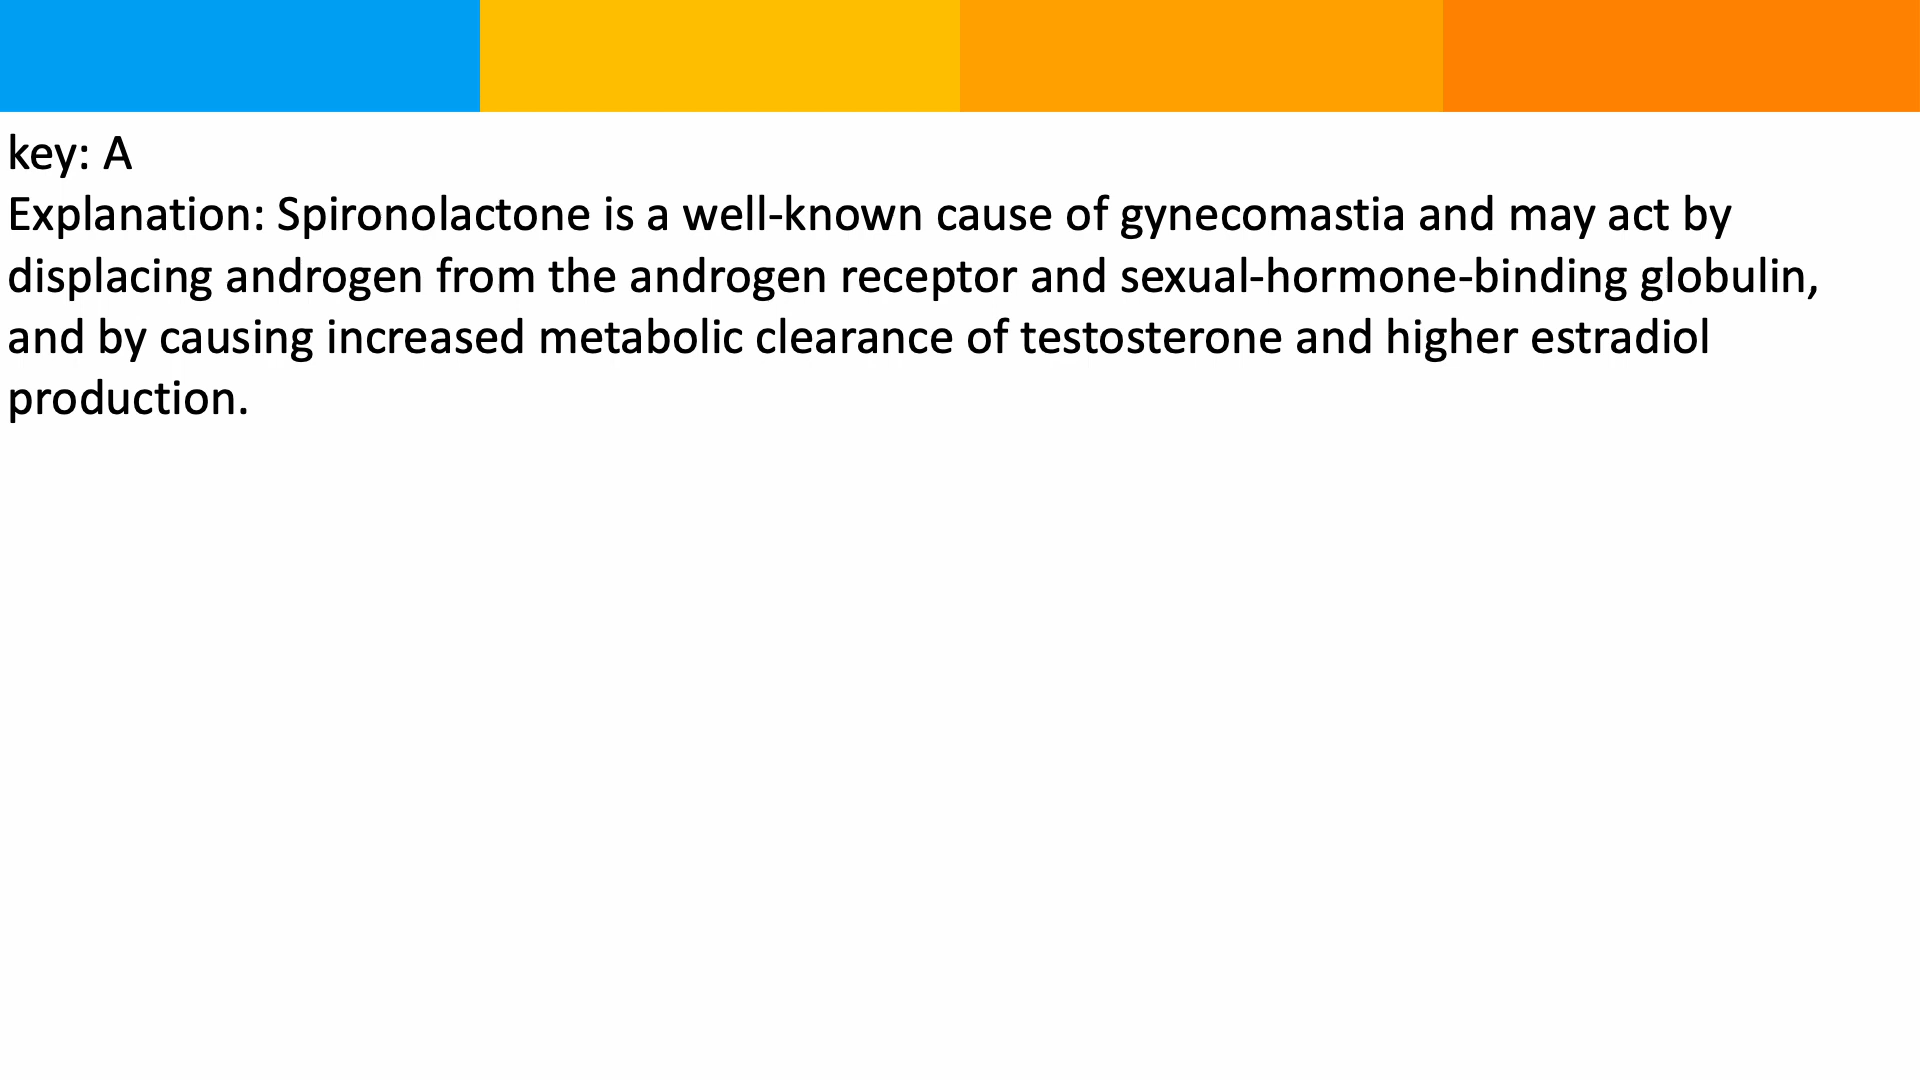 key: A
Explanation: Spironolactone is a well-known cause of gynecomastia and may act by
displacing androgen from the androgen receptor and sexual-hormone-binding globulin,
and by causing increased metabolic clearance of testosterone and higher estradiol
production.